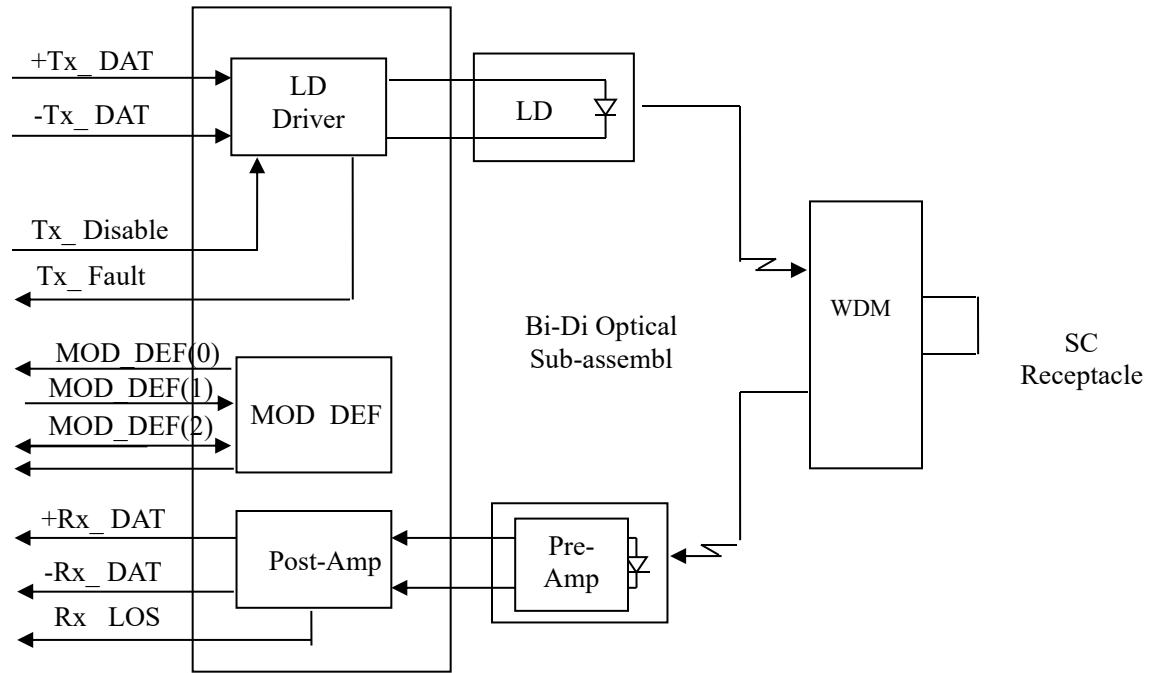 +Tx_ DAT
-Tx_ DAT
LD
Driver
LD
Tx_ Disable
Tx_ Fault
WDM
Bi-Di Optical
Sub-assembl
SC
Receptacle
MOD_DEF(0)
MOD_DEF(1)
MOD_DEF(2)
MOD DEF
+Rx_ DAT
-Rx_ DAT
Rx LOS
Post-Amp
Pre-
Amp